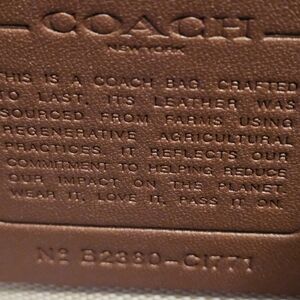 COACH
NEW YORK
THIS IS A COACH BAG, CRAFTED
TO LAST. ITS LEATHER WAS
SOURCED FROM FARMS USING
REGENERATIVE AGRICULTURAL
PRACTICES. IT REFLECTS OUR
COMMITMENT TO HELPING REDUCE
OUR IMPACT ON THE PLANET.
WEAR IT. LOVE IT. PASS IT ON.
Nº B2380-CI771